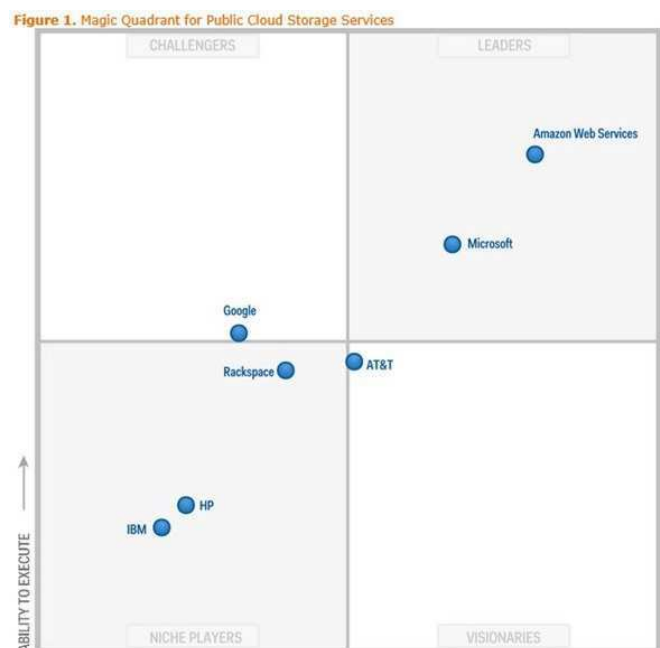 Figure 1. Magic Quadrant for Public Cloud Storage Services
CHALLENGERS
LEADERS
Amazon Web Services
Microsoft
Google
Rackspace
AT&T
HP
IBM
ABILITY TO EXECUTE
NICHE PLAYERS
VISIONARIES